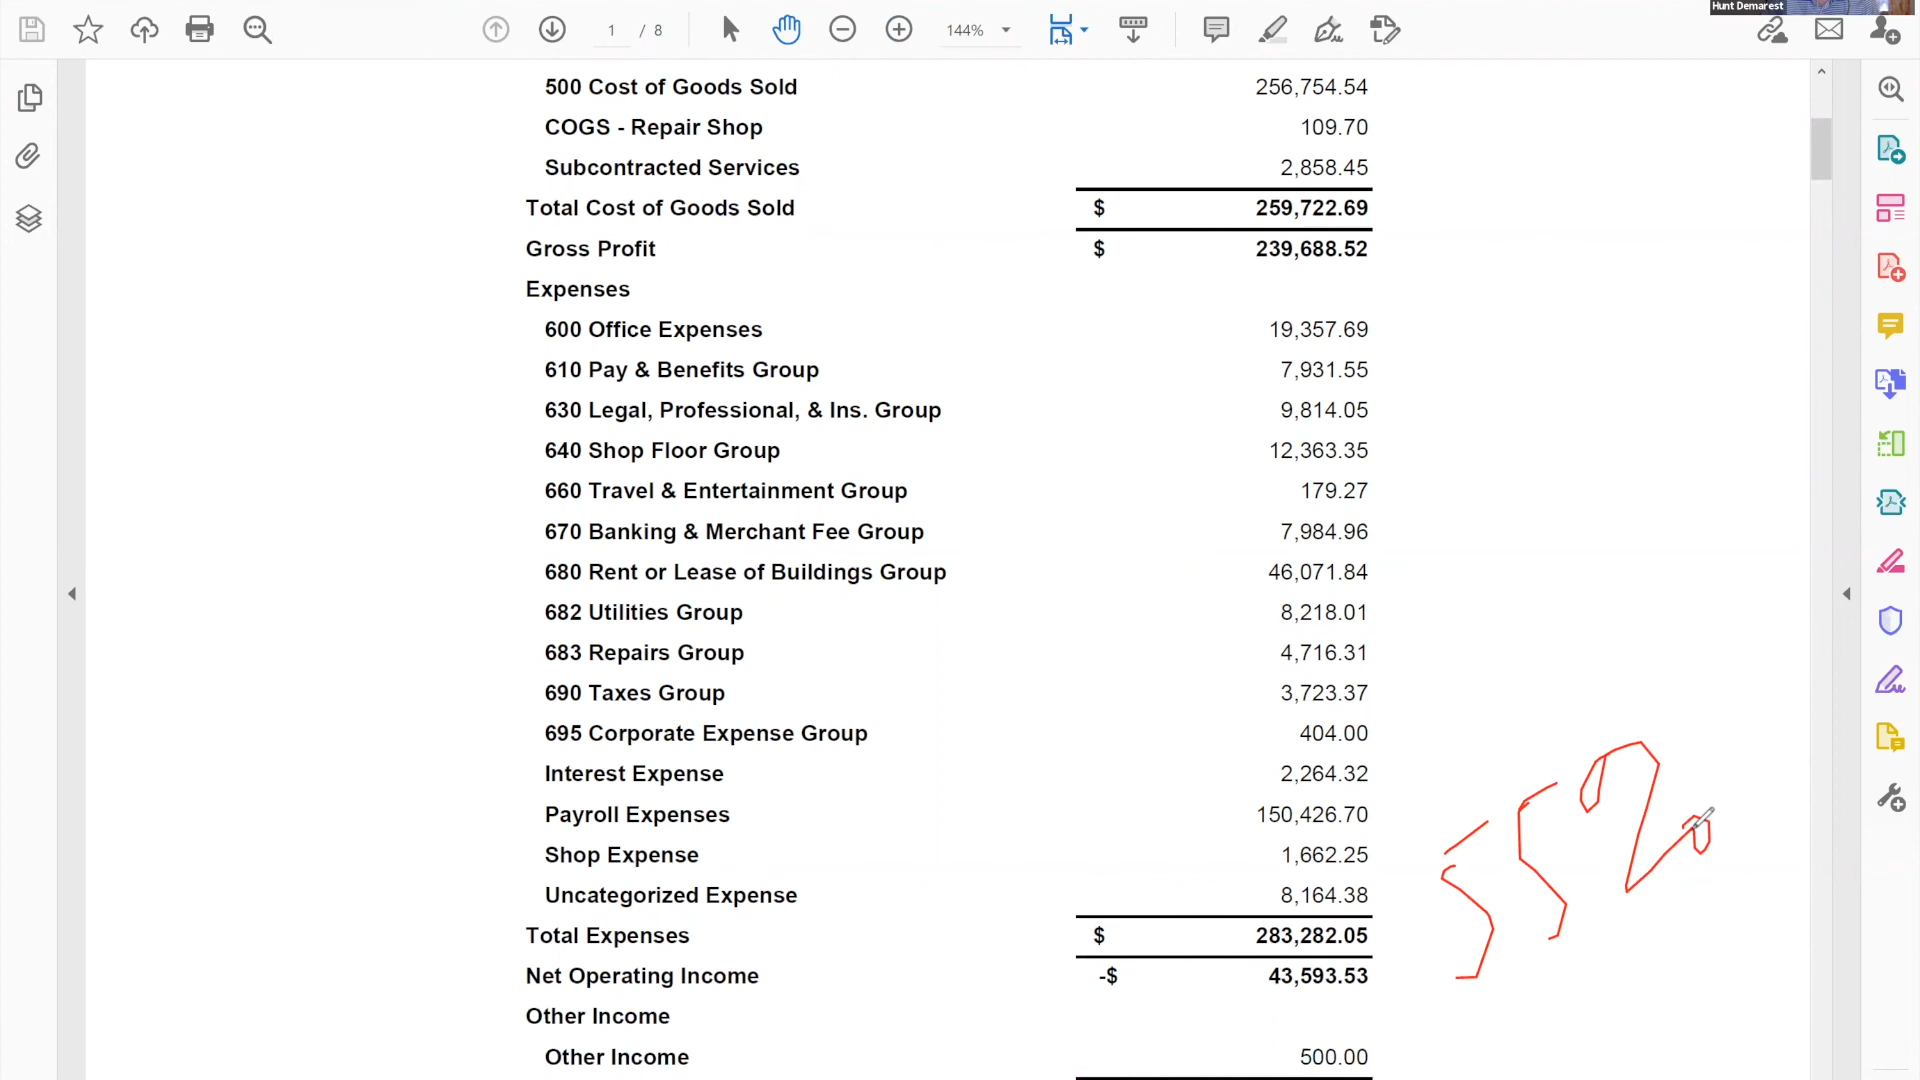 Hunt Demarest
1 / 8
144%
500 Cost of Goods Sold 256,754.54
COGS - Repair Shop 109.70
Subcontracted Services 2,858.45
Total Cost of Goods Sold $ 259,722.69
Gross Profit $ 239,688.52
Expenses
600 Office Expenses 19,357.69
610 Pay & Benefits Group 7,931.55
630 Legal, Professional, & Ins. Group 9,814.05
640 Shop Floor Group 12,363.35
660 Travel & Entertainment Group 179.27
670 Banking & Merchant Fee Group 7,984.96
680 Rent or Lease of Buildings Group 46,071.84
682 Utilities Group 8,218.01
683 Repairs Group 4,716.31
690 Taxes Group 3,723.37
695 Corporate Expense Group 404.00
Interest Expense 2,264.32
Payroll Expenses 150,426.70
Shop Expense 1,662.25
Uncategorized Expense 8,164.38
Total Expenses $ 283,282.05
Net Operating Income -$ 43,593.53
Other Income
Other Income 500.00